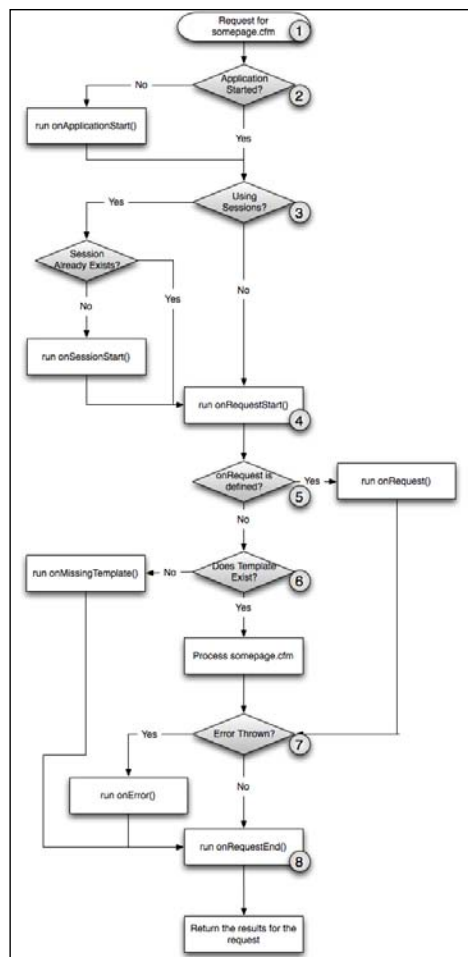 Request for
somepage.cfm
1
Application
Started?
2
No
run onApplicationStart()
Yes
Using
Sessions?
3
Yes
Session
Already Exists?
Yes
No
No
run onSessionStart()
run onRequestStart()
4
onRequest is
defined?
5
Yes
run onRequest()
No
Does Template
Exist?
6
No
run onMissingTemplate()
Yes
Process somepage.cfm
Error Thrown?
7
Yes
run onError()
No
run onRequestEnd()
8
Return the results for the
request